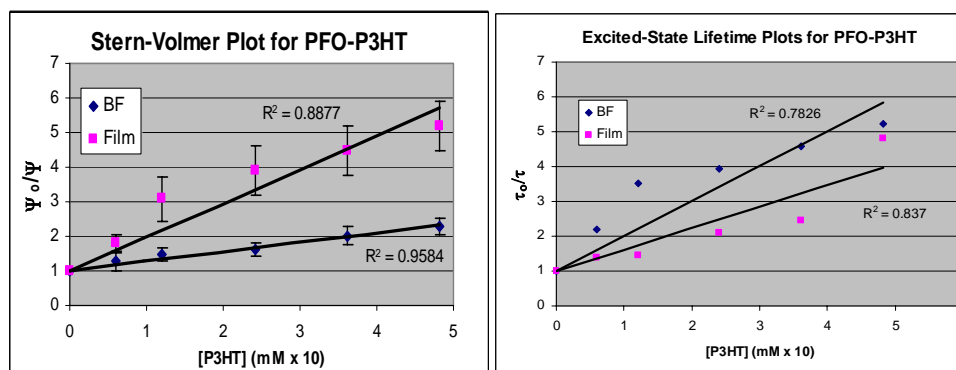 Stern-Volmer Plot for PFO-P3HT
7
6
5
4
3
2
1
0
Ψ₀/Ψ
BF
Film
R² = 0.8877
R² = 0.9584
0 1 2 3 4 5
[P3HT] (mM x 10)
Excited-State Lifetime Plots for PFO-P3HT
7
6
5
4
3
2
1
0
τ₀/τ
BF
Film
R² = 0.7826
R² = 0.837
0 1 2 3 4 5
[P3HT] (mM x 10)